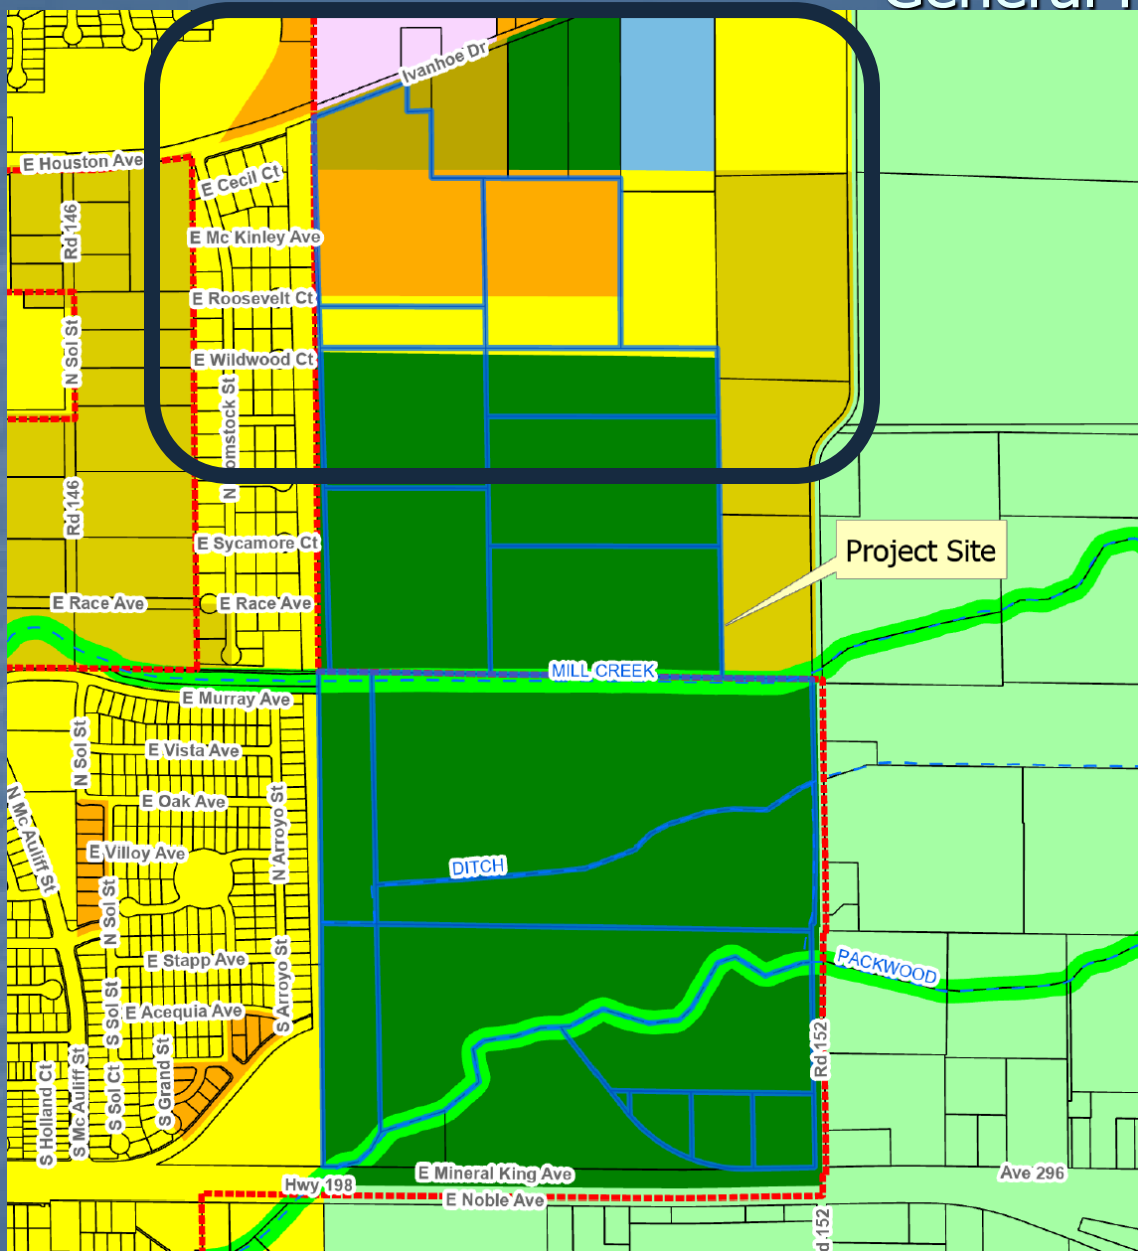 General
Ivanhoe Dr
E Houston Ave
E Cecil Ct
Rd 146
E Mc Kinley Ave
E Roosevelt Ct
N Sol St
E Wildwood Ct
N omstock St
Rd 146
E Sycamore Ct
Project Site
E Race Ave
E Race Ave
MILL CREEK
E Murray Ave
N Sol St
E Vista Ave
E Oak Ave
N Mc Auliff St
N Arroyo St
E Villoy Ave
DITCH
N Sol St
E Stapp Ave
PACKWOOD
S Arroyo St
S Sol St
E Acequia Ave
Rd 152
S Holland Ct
S Mc Auliff St
S Sol Ct
S Grand St
E Mineral King Ave
Ave 296
Hwy 198
E Noble Ave
d 152